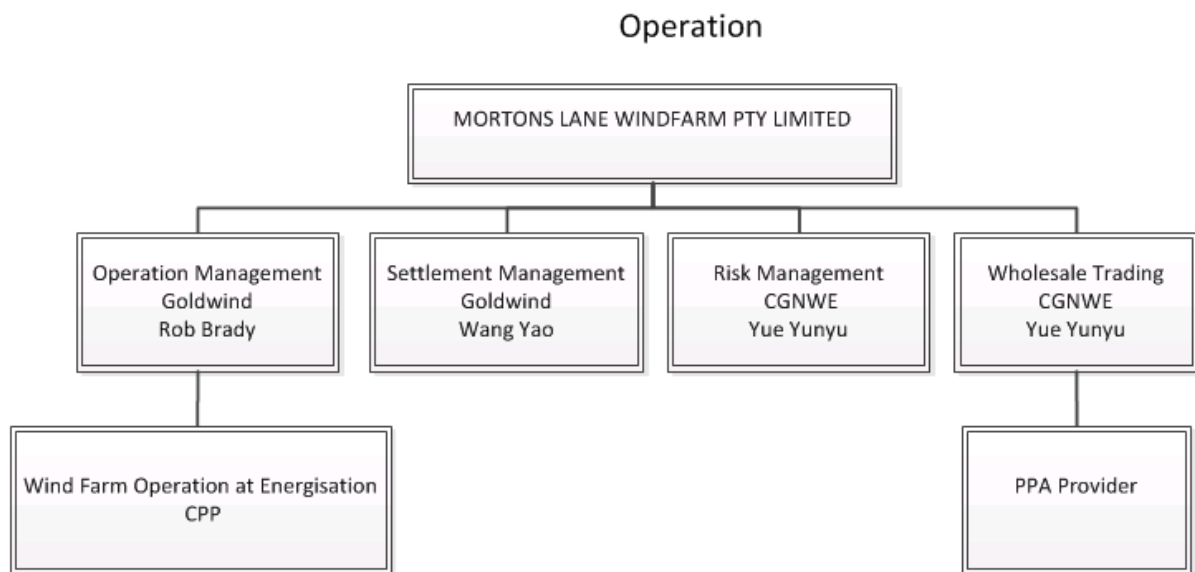 Operation
MORTONS LANE WINDFARM PTY LIMITED
Operation Management
Goldwind
Rob Brady
Settlement Management
Goldwind
Wang Yao
Risk Management
CGNWE
Yue Yunyu
Wholesale Trading
CGNWE
Yue Yunyu
Wind Farm Operation at Energisation
CPP
PPA Provider